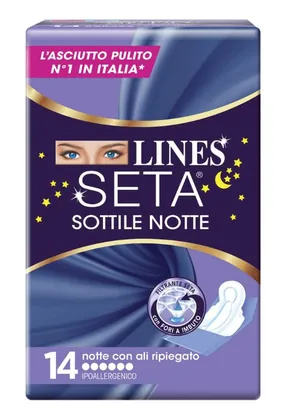 L'ASCIUTTO PULITO
N°1 IN ITALIA*
LINES
SETA®
SOTTILE NOTTE
FILTRANTE SETA
CON FORI A IMBUTO
14 notte con ali ripiegato
IPOALLERGENICO